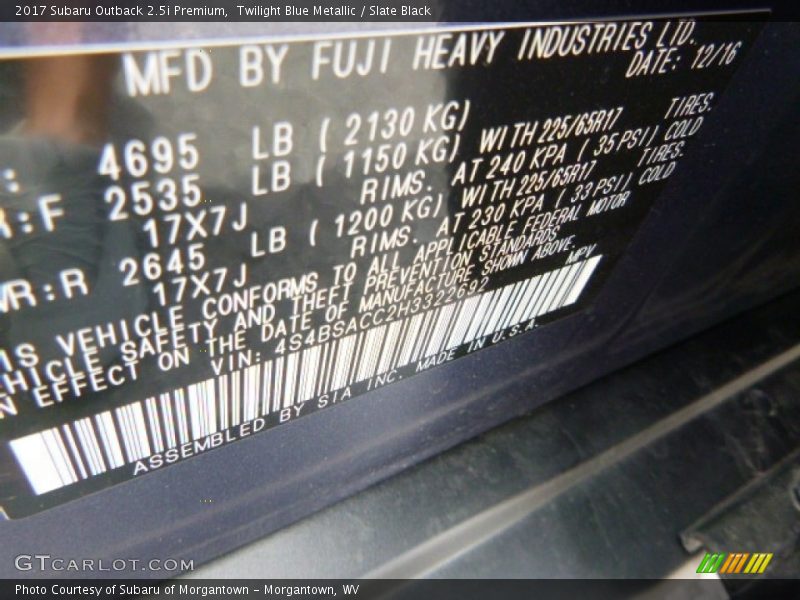 2017 Subaru Outback 2.5i Premium, Twilight Blue Metallic / Slate Black
MFD BY FUJI HEAVY INDUSTRIES LTD.
DATE: 12/16
: 4695 LB ( 2130 KG)
R:F 2535 LB ( 1150 KG) WITH 225/65R17 TIRES.
17X7J RIMS. AT 240 KPA ( 35 PSI) COLD
WR:R 2645 LB ( 1200 KG) WITH 225/65R17 TIRES.
17X7J RIMS. AT 230 KPA ( 33 PSI) COLD
IS VEHICLE CONFORMS TO ALL APPLICABLE FEDERAL MOTOR
HICLE SAFETY AND THEFT PREVENTION STANDARDS
N EFFECT ON THE DATE OF MANUFACTURE SHOWN ABOVE.
VIN: 4S4BSACC2H3322692 MPV
ASSEMBLED BY SIA INC. MADE IN U.S.A.
GTCARLOT.COM
Photo Courtesy of Subaru of Morgantown - Morgantown, WV